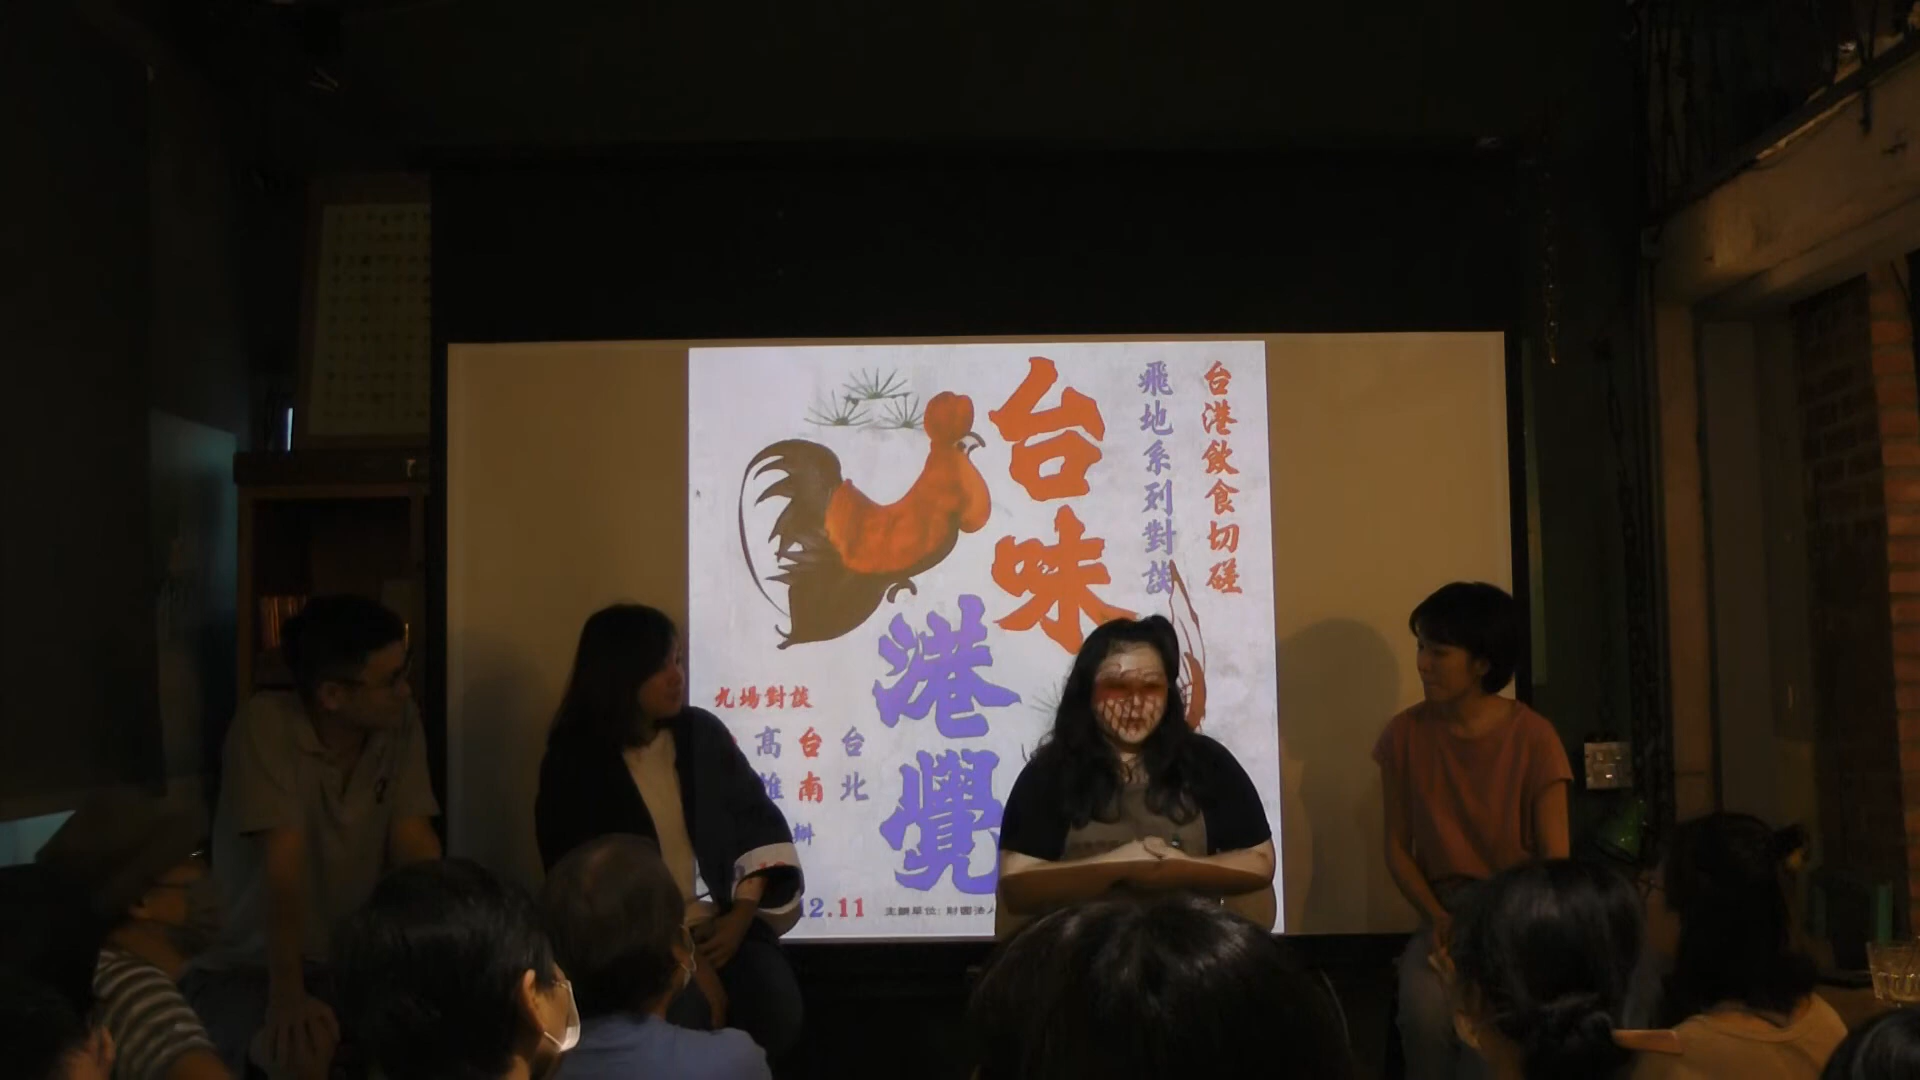 台港飲食切磋
飛地系列對談
台味
港覺
九場對談
台北
台南
高雄
12.11
主辦單位：財團法人